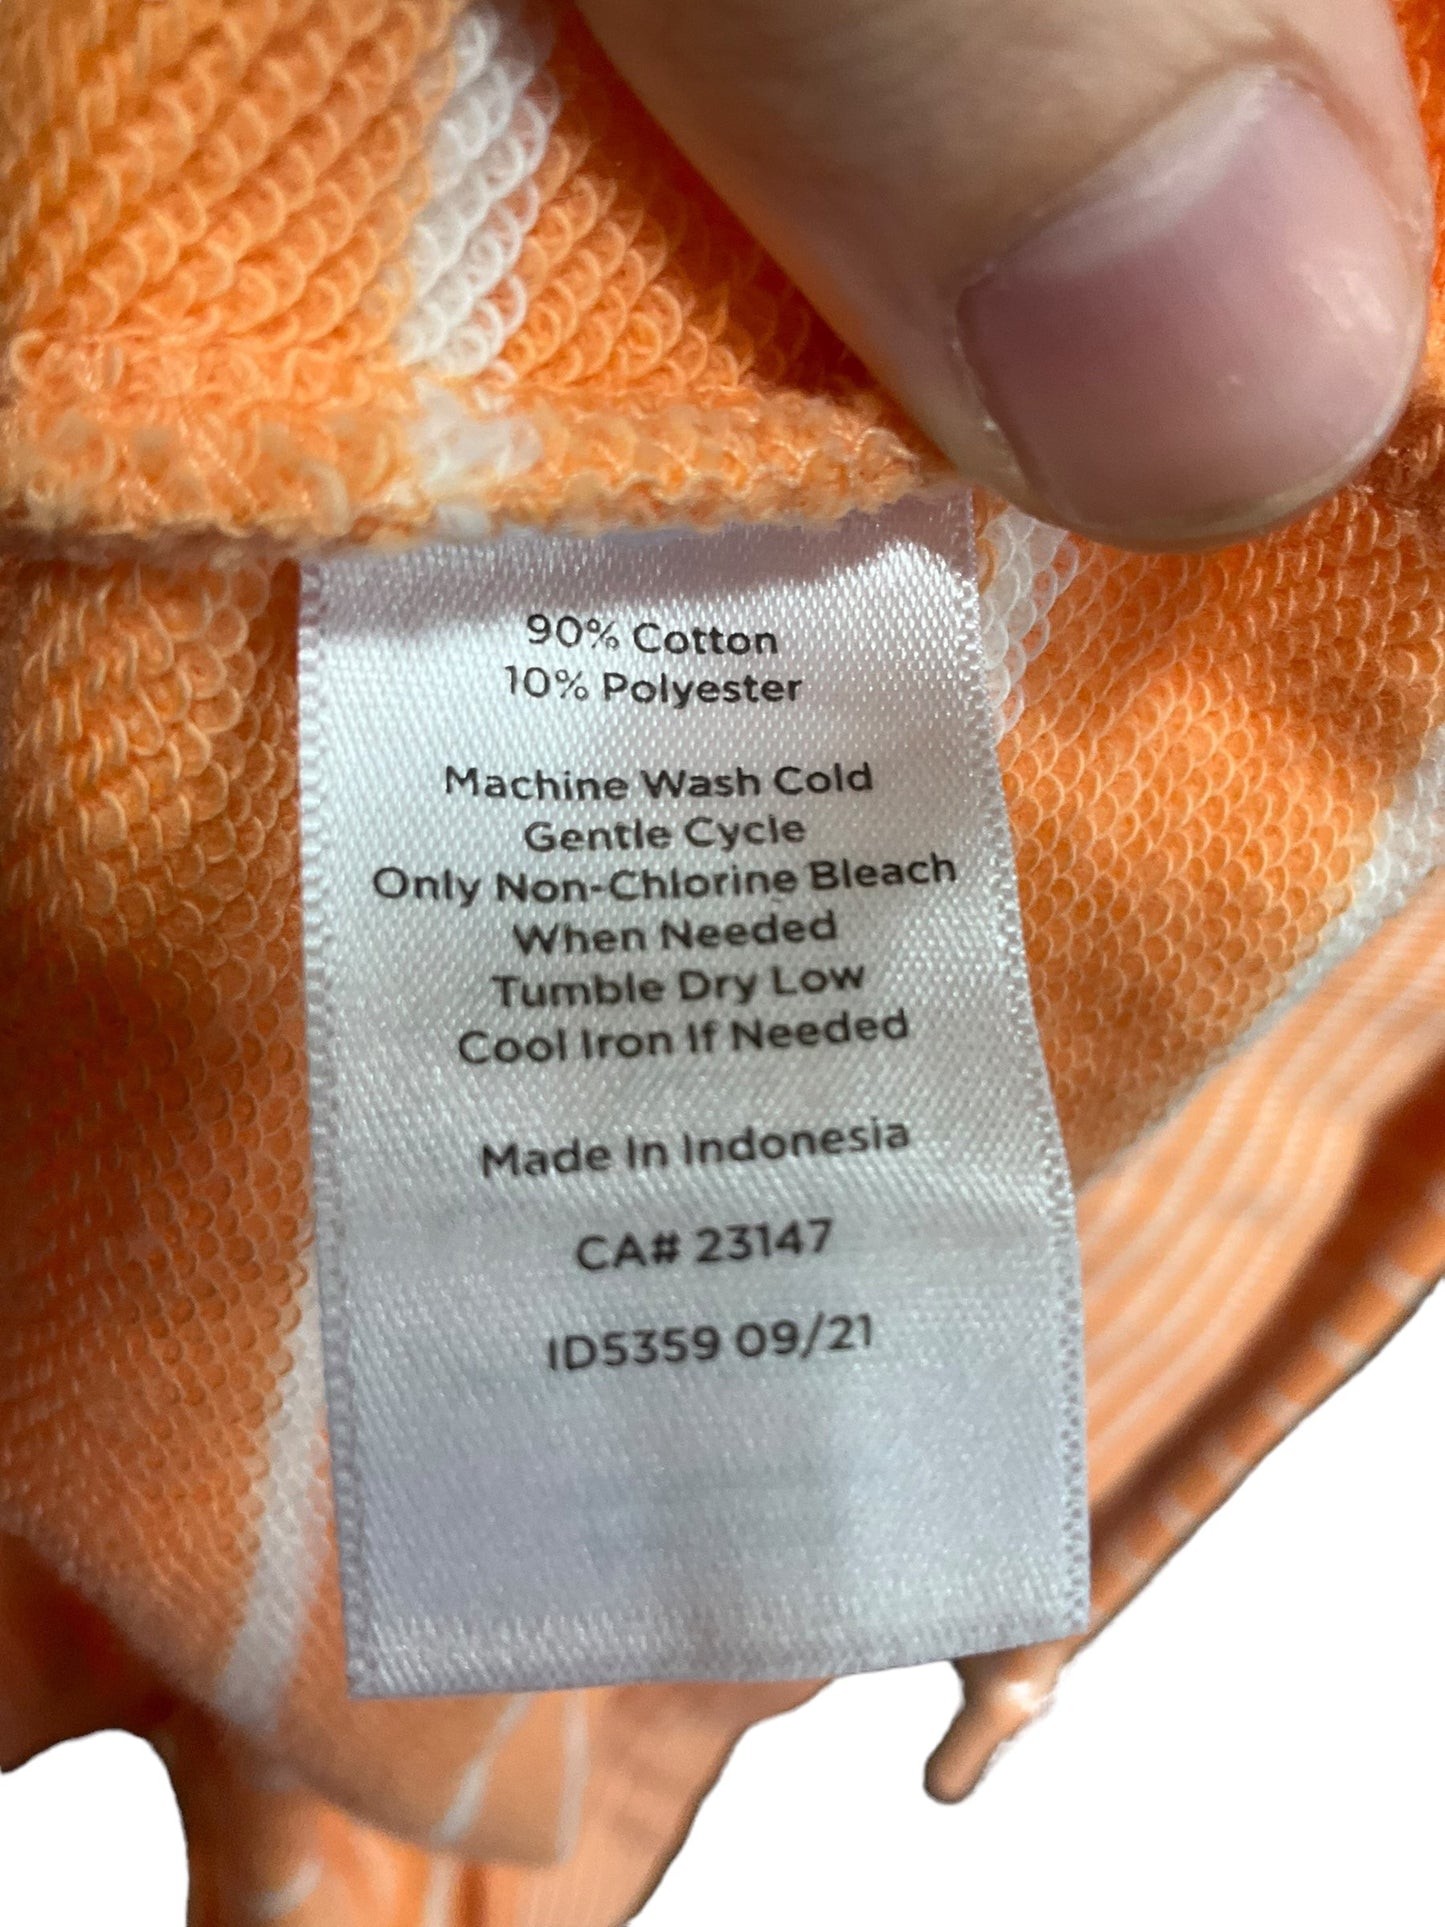 90% Cotton
10% Polyester
Machine Wash Cold
Gentle Cycle
Only Non-Chlorine Bleach
When Needed
Tumble Dry Low
Cool Iron If Needed
Made In Indonesia
CA# 23147
ID5359 09/21